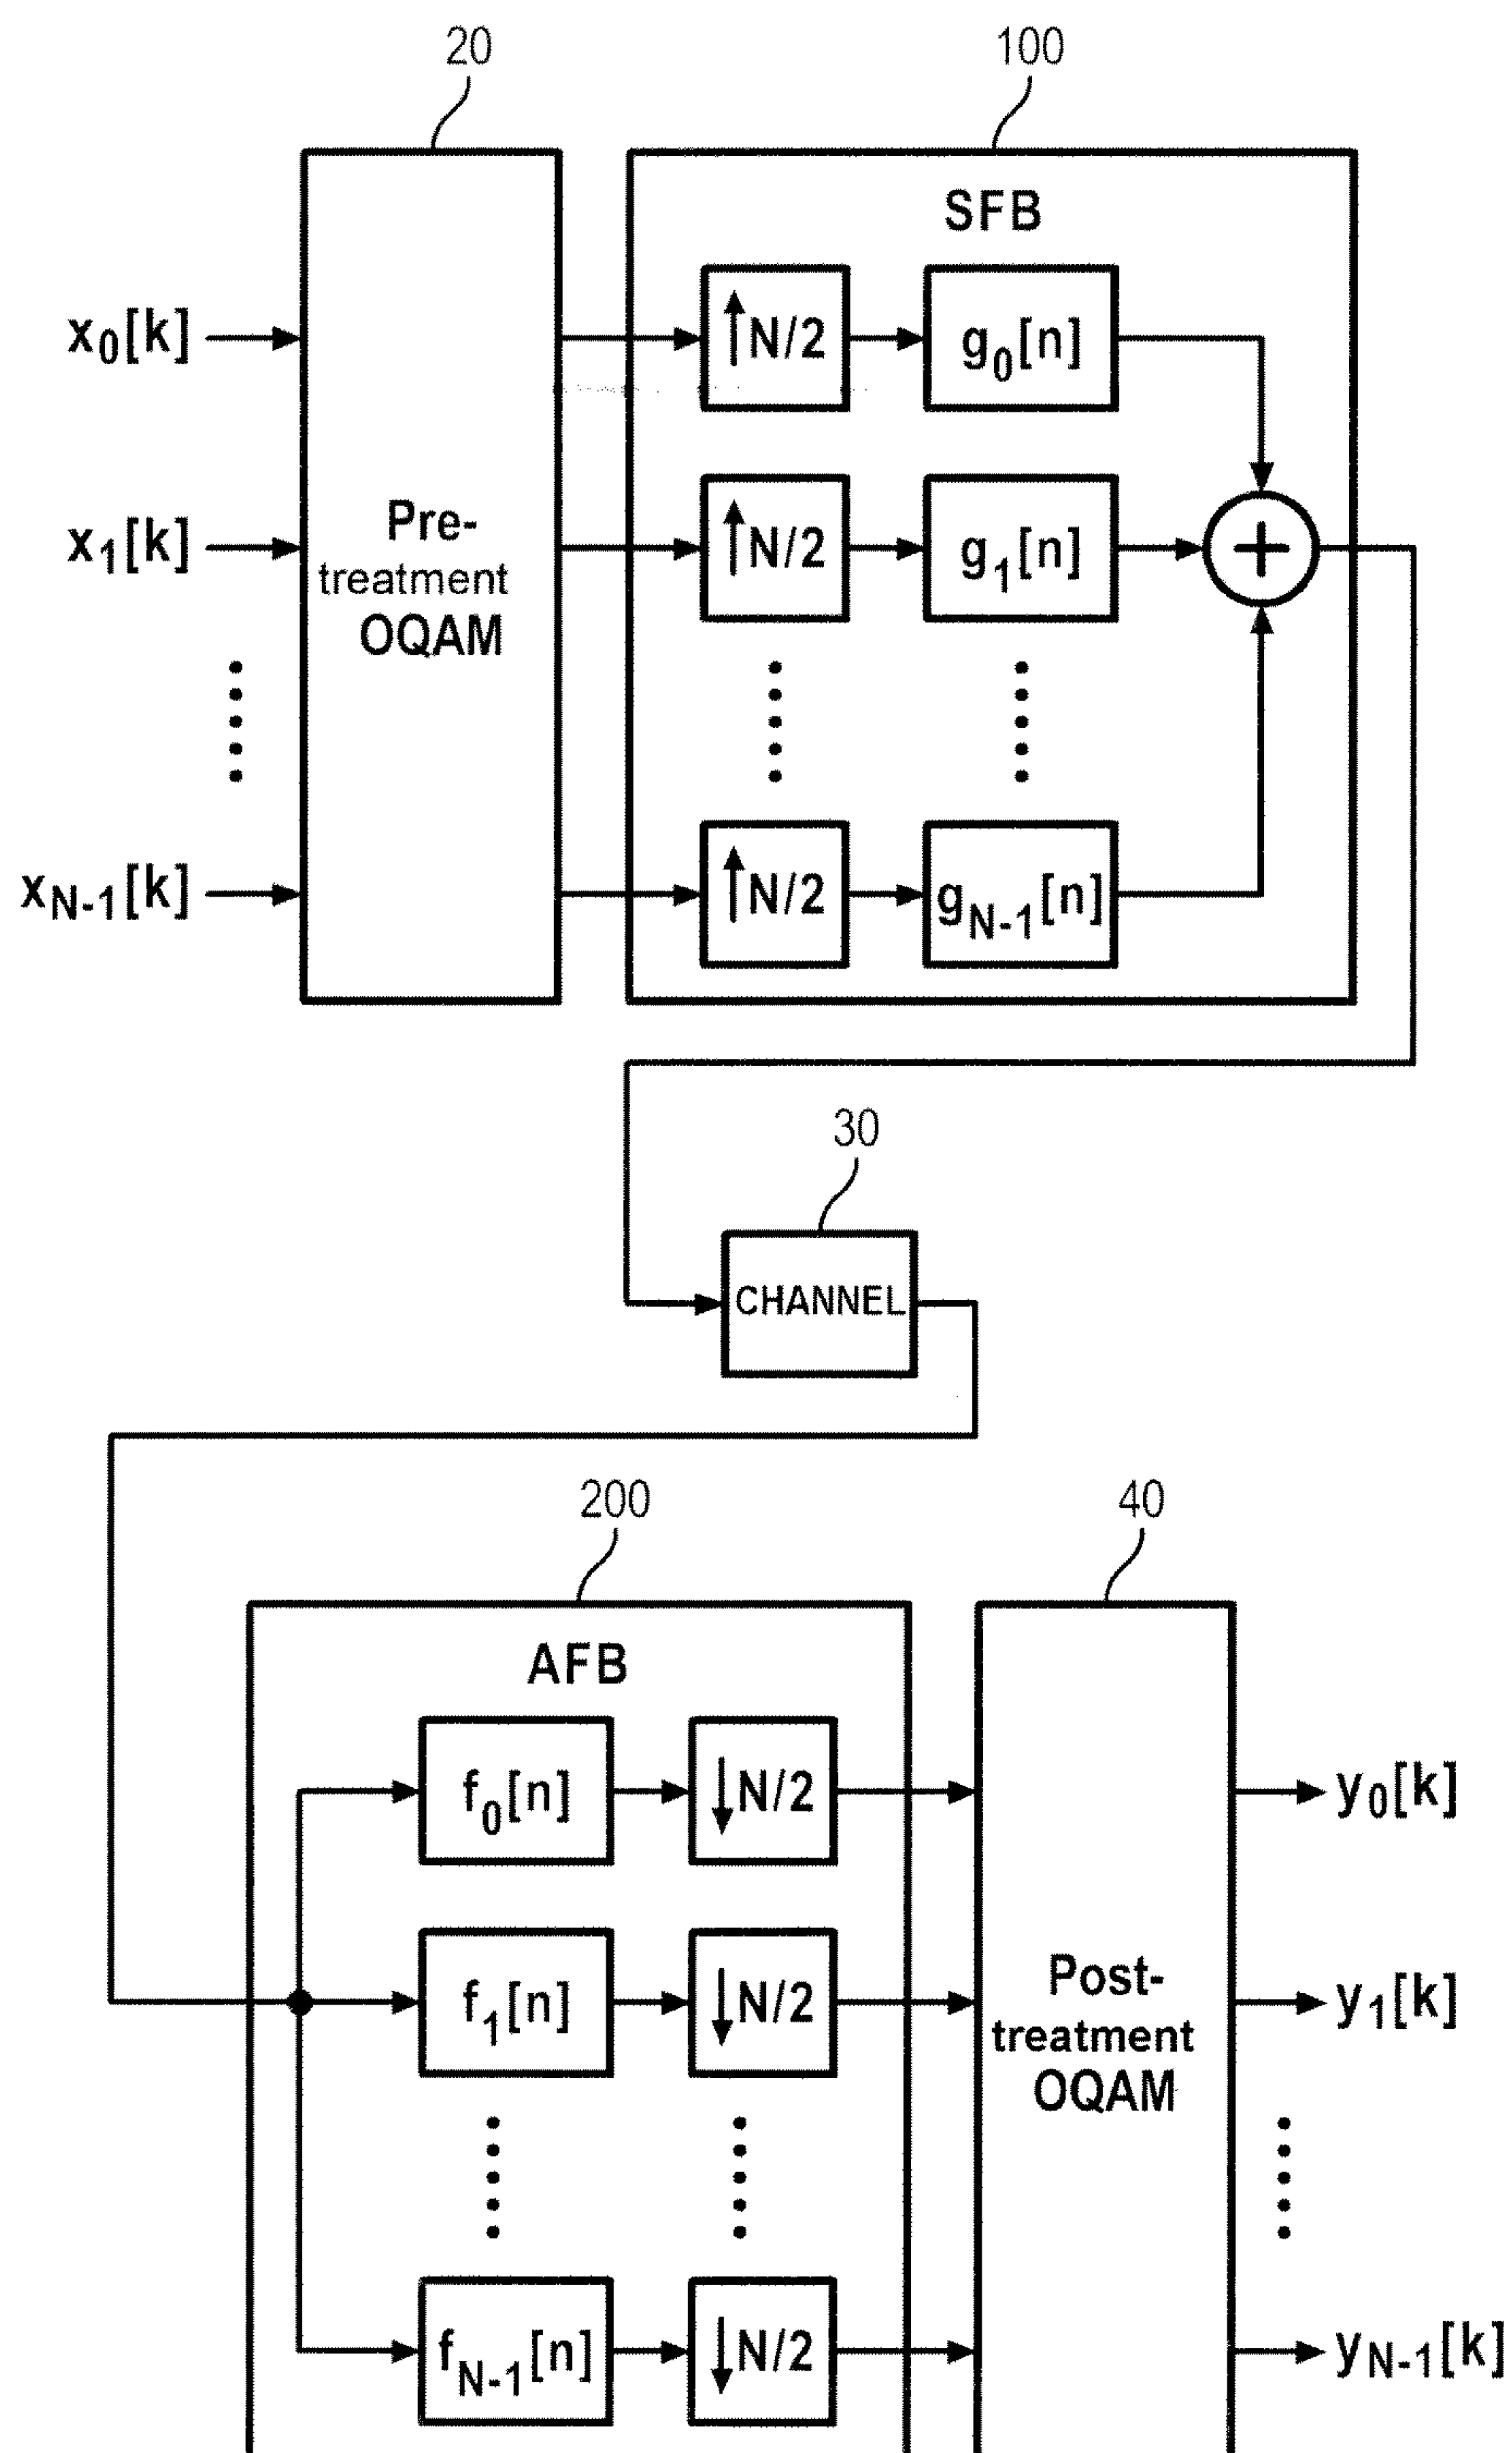 20
100
SFB
x0[k]
↑N/2
g0[n]
x1[k]
Pre-
treatment
OQAM
↑N/2
g1[n]
+
xN-1[k]
↑N/2
gN-1[n]
30
CHANNEL
200
40
AFB
f0[n]
↓N/2
y0[k]
f1[n]
↓N/2
Post-
treatment
OQAM
y1[k]
fN-1[n]
↓N/2
yN-1[k]